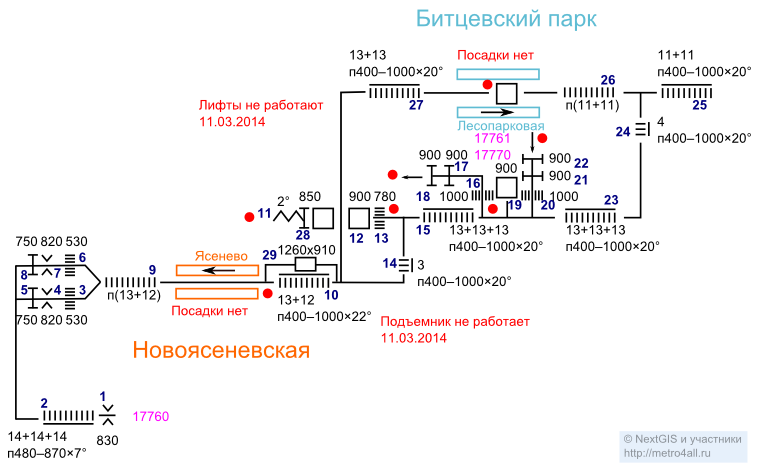 Битцевский парк
13+13
п400–1000×20°
Посадки нет
11+11
п400–1000×20°
26
27
п(11+11)
25
Лифты не работают
11.03.2014
Лесопарковая
17761
17770
24
4
п400–1000×20°
900 900
17
900
22
900
21
900
16
18
1000
19
20
1000
23
11
2°
850
28
900 780
12
13
15
13+13+13
п400–1000×20°
13+13+13
п400–1000×20°
750 820 530
6
8
7
5
4
3
750 820 530
9
п(13+12)
Ясенево
29
1260x910
14
3
п400–1000×20°
Посадки нет
13+12
10
п400–1000×22°
Подъемник не работает
11.03.2014
Новоясеневская
2
1
17760
14+14+14
п480–870×7°
830
© NextGIS и участники
http://metro4all.ru